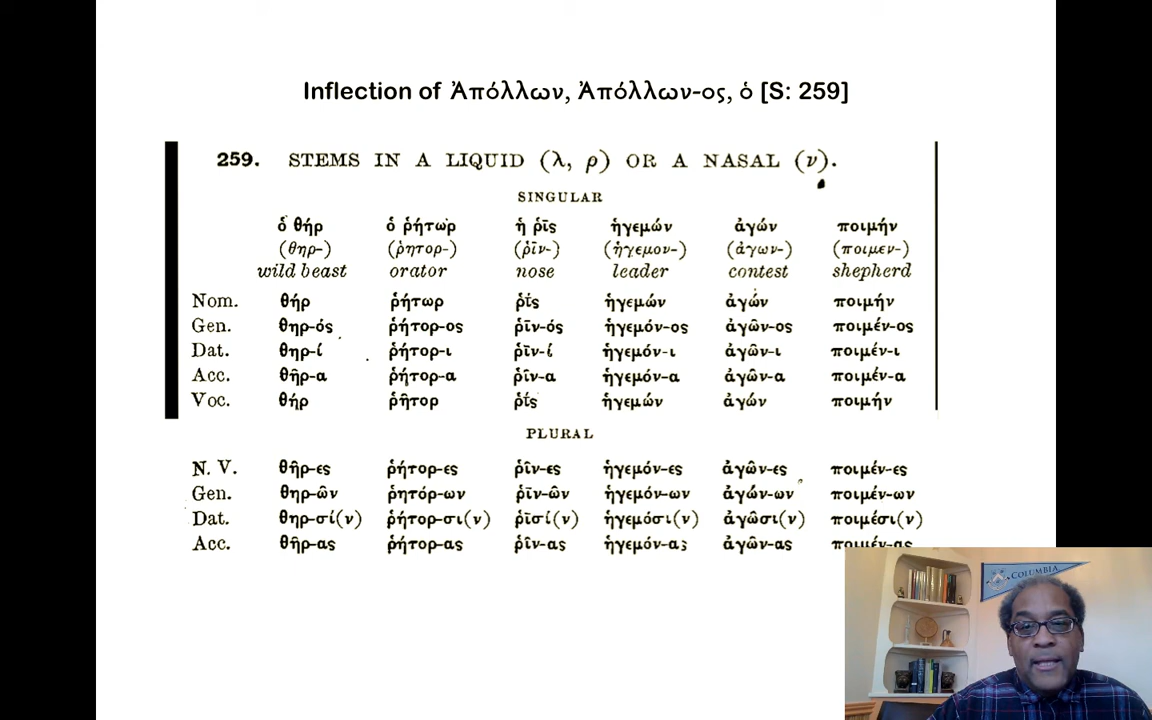 Inflection of Ἀπόλλων, Ἀπόλλων-ος, ὁ [S: 259]
259. STEMS IN A LIQUID (λ, ρ) OR A NASAL (ν).
SINGULAR
ὁ θήρ ὁ ῥήτωρ ἡ ῥῑ́ς ἡγεμών ἀγών ποιμήν
(θηρ-) (ῥητορ-) (ῥῑν-) (ἡγεμον-) (ἀγων-) (ποιμεν-)
wild beast orator nose leader contest shepherd
Nom. θήρ ῥήτωρ ῥῑ́ς ἡγεμών ἀγών ποιμήν
Gen. θηρ-ός ῥήτορ-ος ῥῑν-ός ἡγεμόν-ος ἀγῶν-ος ποιμέν-ος
Dat. θηρ-ί ῥήτορ-ι ῥῑν-ί ἡγεμόν-ι ἀγῶν-ι ποιμέν-ι
Acc. θῆρ-α ῥήτορ-α ῥῖν-α ἡγεμόν-α ἀγῶν-α ποιμέν-α
Voc. θήρ ῥῆτορ ῥῑ́ς ἡγεμών ἀγών ποιμήν
PLURAL
N. V. θῆρ-ες ῥήτορ-ες ῥῖν-ες ἡγεμόν-ες ἀγῶν-ες ποιμέν-ες
Gen. θηρ-ῶν ῥητόρ-ων ῥῑν-ῶν ἡγεμόν-ων ἀγών-ων ποιμέν-ων
Dat. θηρ-σί(ν) ῥήτορ-σι(ν) ῥῑσί(ν) ἡγεμόσι(ν) ἀγῶσι(ν) ποιμέσι(ν)
Acc. θῆρ-ας ῥήτορ-ας ῥῖν-ας ἡγεμόν-ας ἀγῶν-ας ποιμέν-ας
COLUMBIA